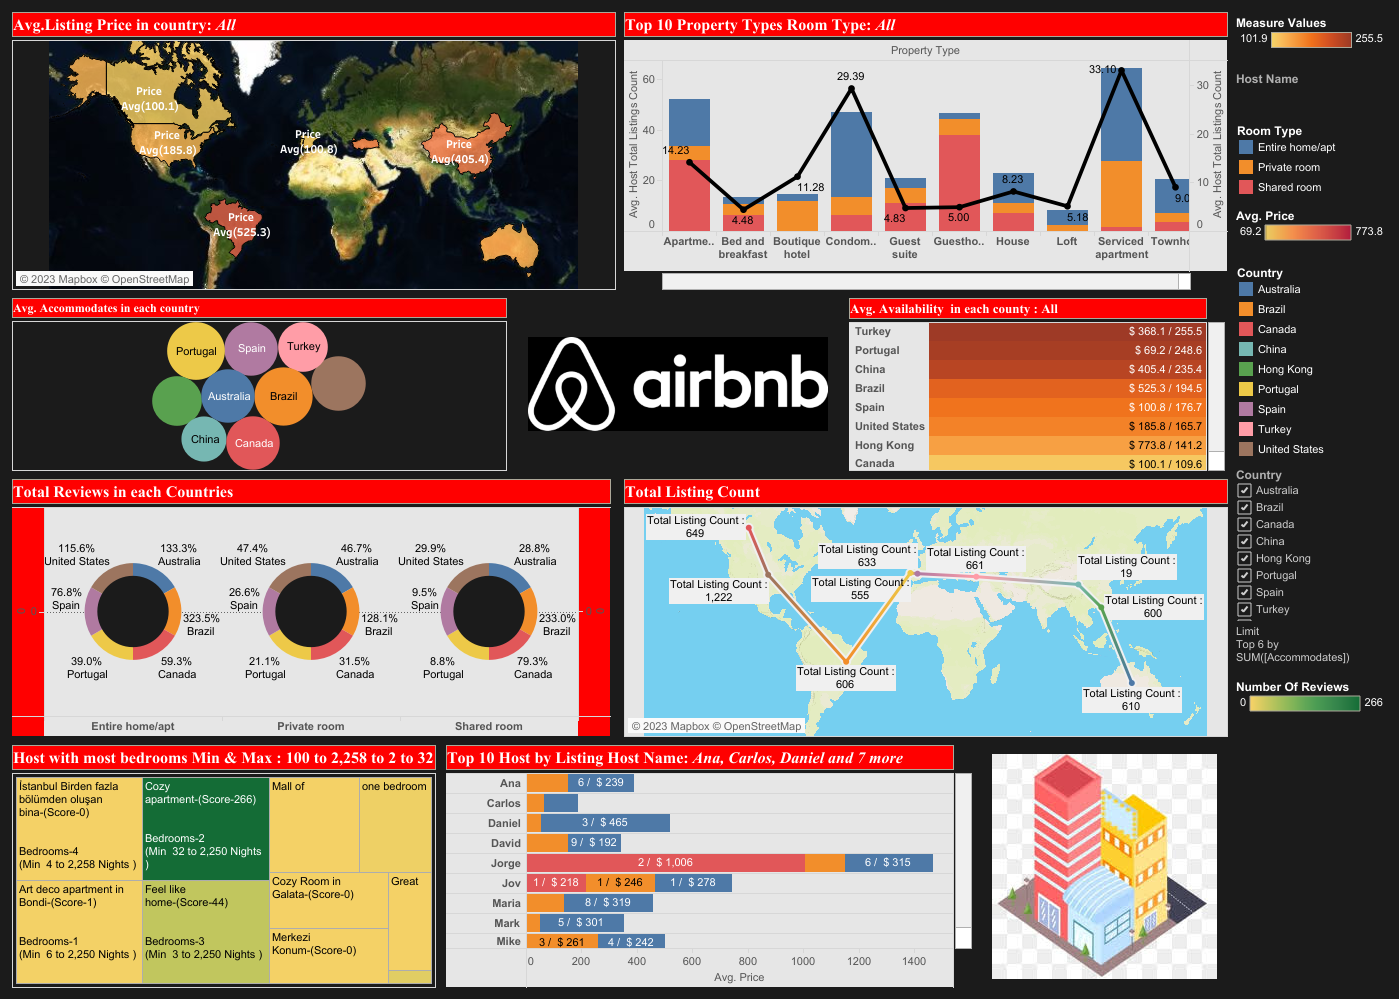 Avg.Listing Price in country: All
Price
Avg(100.1)
Price
Avg(185.8)
Price
Avg(100.8)
Price
Avg(405.4)
Price
Avg(525.3)
© 2023 Mapbox © OpenStreetMap
Top 10 Property Types Room Type: All
Property Type
Avg. Host Total Listings Count
60
40
20
0
14.23
4.48
11.28
29.39
4.83
5.00
8.23
5.18
33.10
9.0
30
20
10
0
Avg. Host Total Listings Count
Apartme..
Bed and
breakfast
Boutique
hotel
Condom..
Guest
suite
Guestho..
House
Loft
Serviced
apartment
Townho
Measure Values
101.9
255.5
Host Name
Room Type
Entire home/apt
Private room
Shared room
Avg. Price
69.2
773.8
Country
Australia
Brazil
Canada
China
Hong Kong
Portugal
Spain
Turkey
United States
Country
Australia
Brazil
Canada
China
Hong Kong
Portugal
Spain
Turkey
Limit
Top 6 by
SUM([Accommodates])
Number Of Reviews
0
266
Avg. Accommodates in each country
Portugal
Spain
Turkey
Australia
Brazil
China
Canada
airbnb
Avg. Availability  in each county : All
Turkey $ 368.1 / 255.5
Portugal $ 69.2 / 248.6
China $ 405.4 / 235.4
Brazil $ 525.3 / 194.5
Spain $ 100.8 / 176.7
United States $ 185.8 / 165.7
Hong Kong $ 773.8 / 141.2
Canada $ 100.1 / 109.6
Total Reviews in each Countries
115.6%
United States
133.3%
Australia
76.8%
Spain
323.5%
Brazil
39.0%
Portugal
59.3%
Canada
47.4%
United States
46.7%
Australia
26.6%
Spain
128.1%
Brazil
21.1%
Portugal
31.5%
Canada
29.9%
United States
28.8%
Australia
9.5%
Spain
233.0%
Brazil
8.8%
Portugal
79.3%
Canada
Entire home/apt
Private room
Shared room
Total Listing Count
Total Listing Count :
649
Total Listing Count :
1,222
Total Listing Count :
633
Total Listing Count :
555
Total Listing Count :
661
Total Listing Count :
19
Total Listing Count :
600
Total Listing Count :
606
Total Listing Count :
610
© 2023 Mapbox © OpenStreetMap
Host with most bedrooms Min & Max : 100 to 2,258 to 2 to 32
İstanbul Birden fazla
bölümden oluşan
bina-(Score-0)
Bedrooms-4
(Min  4 to 2,258 Nights )
Cozy
apartment-(Score-266)
Bedrooms-2
(Min  32 to 2,250 Nights
)
Art deco apartment in
Bondi-(Score-1)
Bedrooms-1
(Min  6 to 2,250 Nights )
Feel like
home-(Score-44)
Bedrooms-3
(Min  3 to 2,250 Nights )
Mall of
one bedroom
Cozy Room in
Galata-(Score-0)
Great
Merkezi
Konum-(Score-0)
Top 10 Host by Listing Host Name: Ana, Carlos, Daniel and 7 more
Ana 6 /  $ 239
Carlos
Daniel 3 /  $ 465
David 9 /  $ 192
Jorge 2 /  $ 1,006 6 /  $ 315
Jov 1 /  $ 218 1 /  $ 246 1 /  $ 278
Maria 8 /  $ 319
Mark 5 /  $ 301
Mike 3 /  $ 261 4 /  $ 242
0 200 400 600 800 1000 1200 1400
Avg. Price